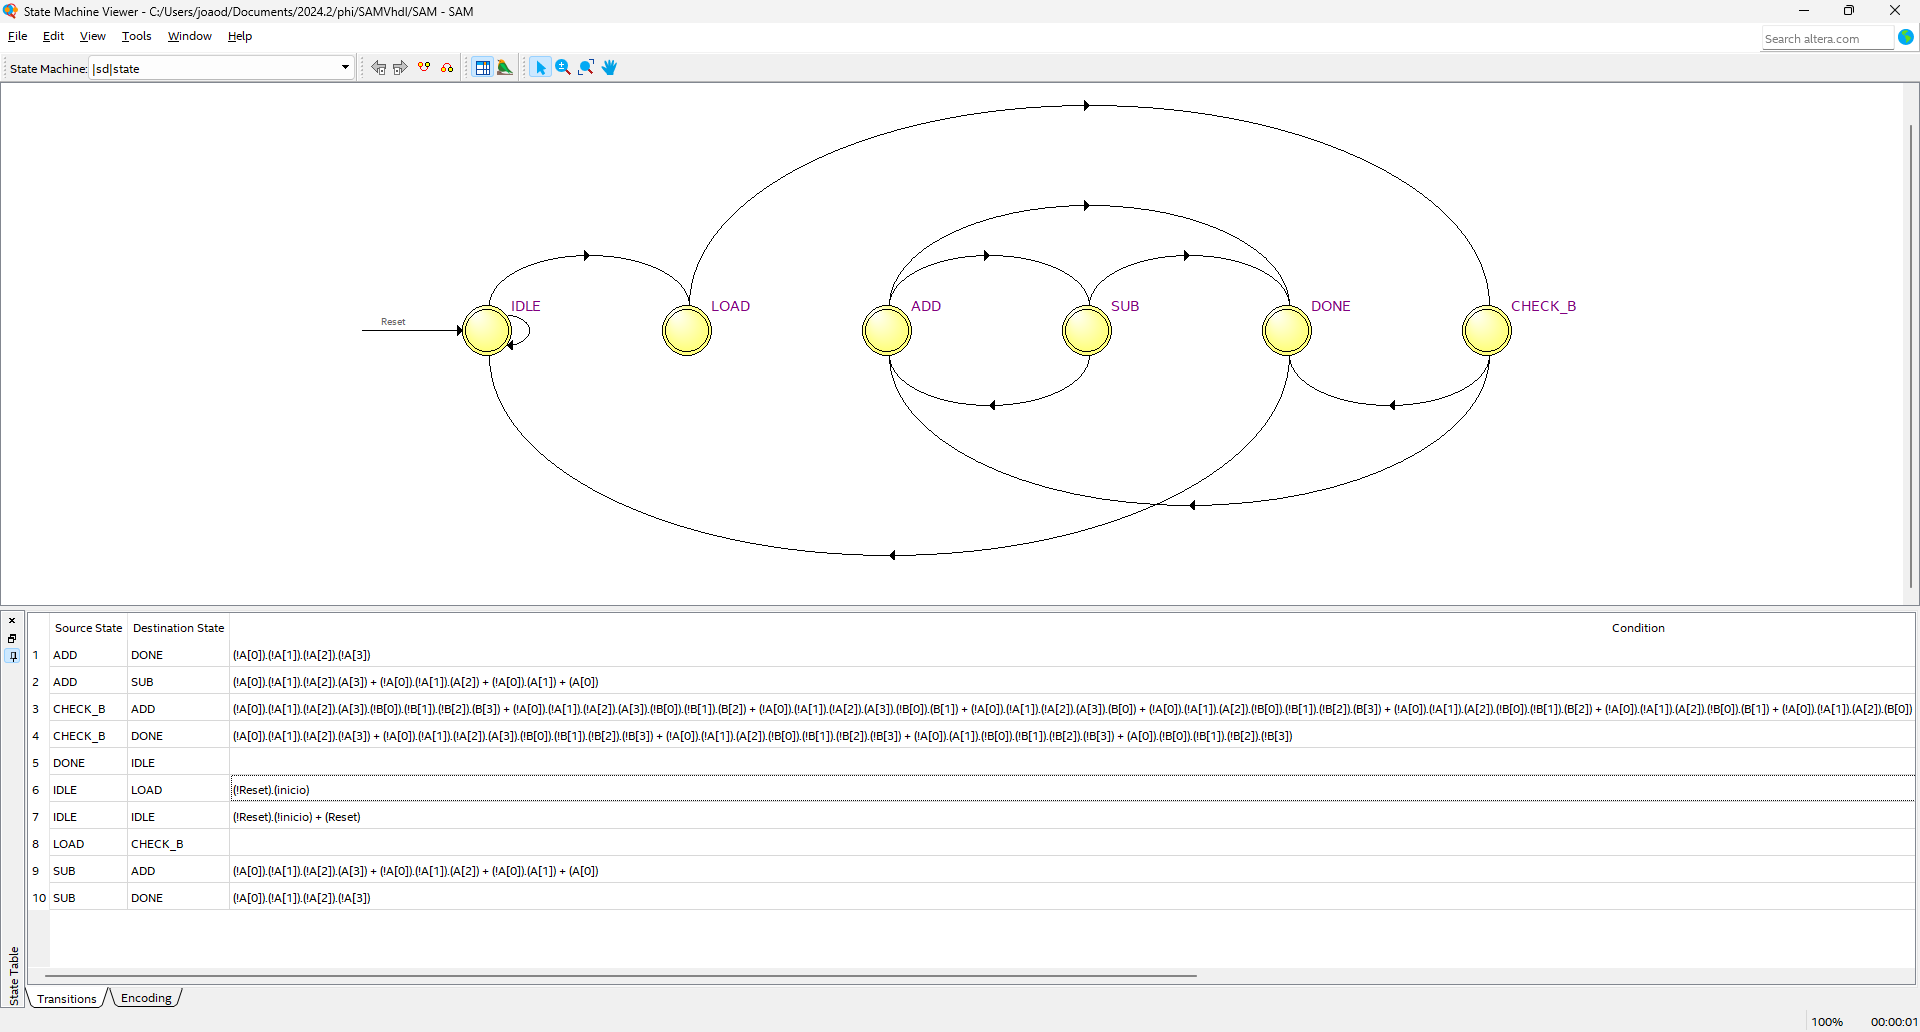 State Machine Viewer - C:/Users/joaod/Documents/2024.2/phi/SAMVhdl/SAM - SAM
File Edit View Tools Window Help
Search altera.com
State Machine: |sd|state
Reset
IDLE LOAD ADD SUB DONE CHECK_B
Source State Destination State Condition
1 ADD DONE (!A[0]).(!A[1]).(!A[2]).(!A[3])
2 ADD SUB (!A[0]).(!A[1]).(!A[2]).(A[3]) + (!A[0]).(!A[1]).(A[2]) + (!A[0]).(A[1]) + (A[0])
3 CHECK_B ADD (!A[0]).(!A[1]).(!A[2]).(A[3]).(!B[0]).(!B[1]).(!B[2]).(B[3]) + (!A[0]).(!A[1]).(!A[2]).(A[3]).(!B[0]).(!B[1]).(B[2]) + (!A[0]).(!A[1]).(!A[2]).(A[3]).(!B[0]).(B[1]) + (!A[0]).(!A[1]).(!A[2]).(A[3]).(B[0]) + (!A[0]).(!A[1]).(A[2]).(!B[0]).(!B[1]).(!B[2]).(B[3]) + (!A[0]).(!A[1]).(A[2]).(!B[0]).(!B[1]).(B[2]) + (!A[0]).(!A[1]).(A[2]).(!B[0]).(B[1]) + (!A[0]).(!A[1]).(A[2]).(B[0])
4 CHECK_B DONE (!A[0]).(!A[1]).(!A[2]).(!A[3]) + (!A[0]).(!A[1]).(!A[2]).(A[3]).(!B[0]).(!B[1]).(!B[2]).(!B[3]) + (!A[0]).(!A[1]).(A[2]).(!B[0]).(!B[1]).(!B[2]).(!B[3]) + (!A[0]).(A[1]).(!B[0]).(!B[1]).(!B[2]).(!B[3]) + (A[0]).(!B[0]).(!B[1]).(!B[2]).(!B[3])
5 DONE IDLE
6 IDLE LOAD (!Reset).(inicio)
7 IDLE IDLE (!Reset).(!inicio) + (Reset)
8 LOAD CHECK_B
9 SUB ADD (!A[0]).(!A[1]).(!A[2]).(A[3]) + (!A[0]).(!A[1]).(A[2]) + (!A[0]).(A[1]) + (A[0])
10 SUB DONE (!A[0]).(!A[1]).(!A[2]).(!A[3])
State Table
Transitions Encoding
100% 00:00:01